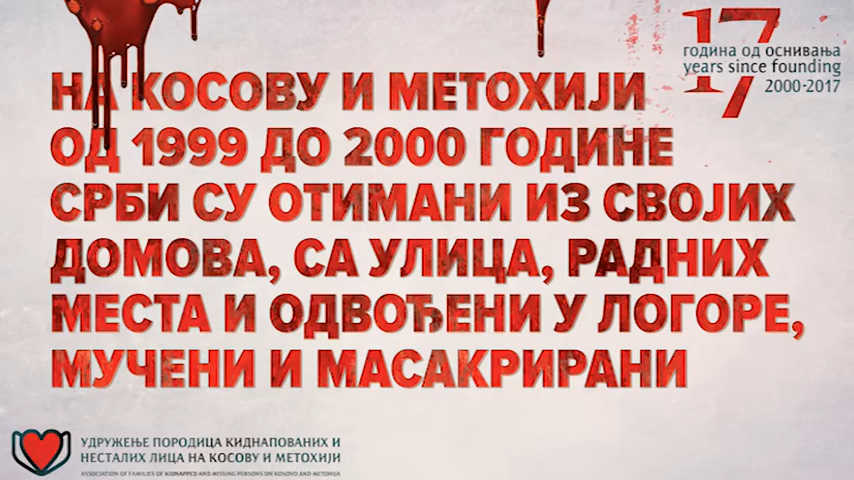 17
година од оснивања
years since founding
2000-2017
НА КОСОВУ И МЕТОХИЈИ
ОД 1999 ДО 2000 ГОДИНЕ
СРБИ СУ ОТИМАНИ ИЗ СВОЈИХ
ДОМОВА, СА УЛИЦА, РАДНИХ
МЕСТА И ОДВОЂЕНИ У ЛОГОРЕ,
МУЧЕНИ И МАСАКРИРАНИ
УДРУЖЕЊЕ ПОРОДИЦА КИДНАПОВАНИХ И
НЕСТАЛИХ ЛИЦА НА КОСОВУ И МЕТОХИЈИ
ASSOCIATION OF FAMILIES OF KIDNAPPED AND MISSING PERSONS ON KOSOVO AND METOHIJA